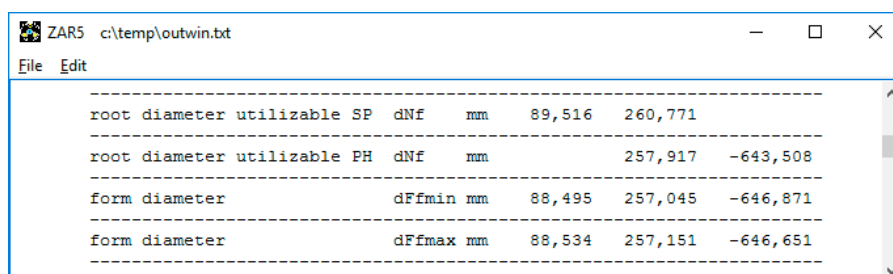 ZAR5 c:\temp\outwin.txt
File Edit
--------------------------------------------------------------------------
root diameter utilizable SP dNf mm 89,516 260,771
--------------------------------------------------------------------------
root diameter utilizable PH dNf mm 257,917 -643,508
--------------------------------------------------------------------------
form diameter dFfmin mm 88,495 257,045 -646,871
--------------------------------------------------------------------------
form diameter dFfmax mm 88,534 257,151 -646,651
--------------------------------------------------------------------------